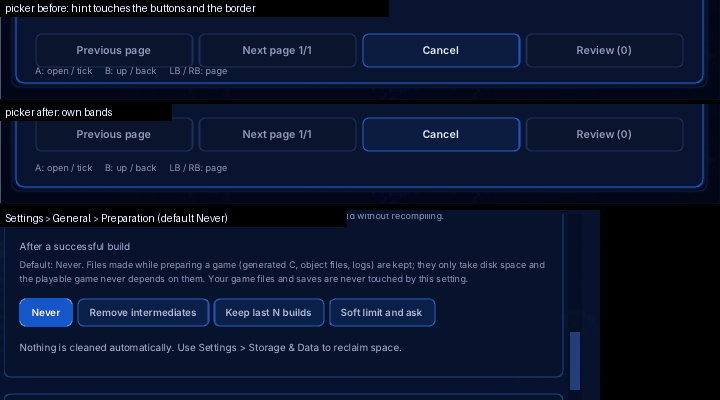 picker before: hint touches the buttons and the border
Previous page Next page 1/1 Cancel Review (0)
A: open / tick B: up / back LB / RB: page
picker after: own bands
Previous page Next page 1/1 Cancel Review (0)
A: open / tick B: up / back LB / RB: page
Settings > General > Preparation (default Never) without recompiling.
After a successful build
Default: Never. Files made while preparing a game (generated C, object files, logs) are kept; they only take disk space and
the playable game never depends on them. Your game files and saves are never touched by this setting.
Never Remove intermediates Keep last N builds Soft limit and ask
Nothing is cleaned automatically. Use Settings > Storage & Data to reclaim space.